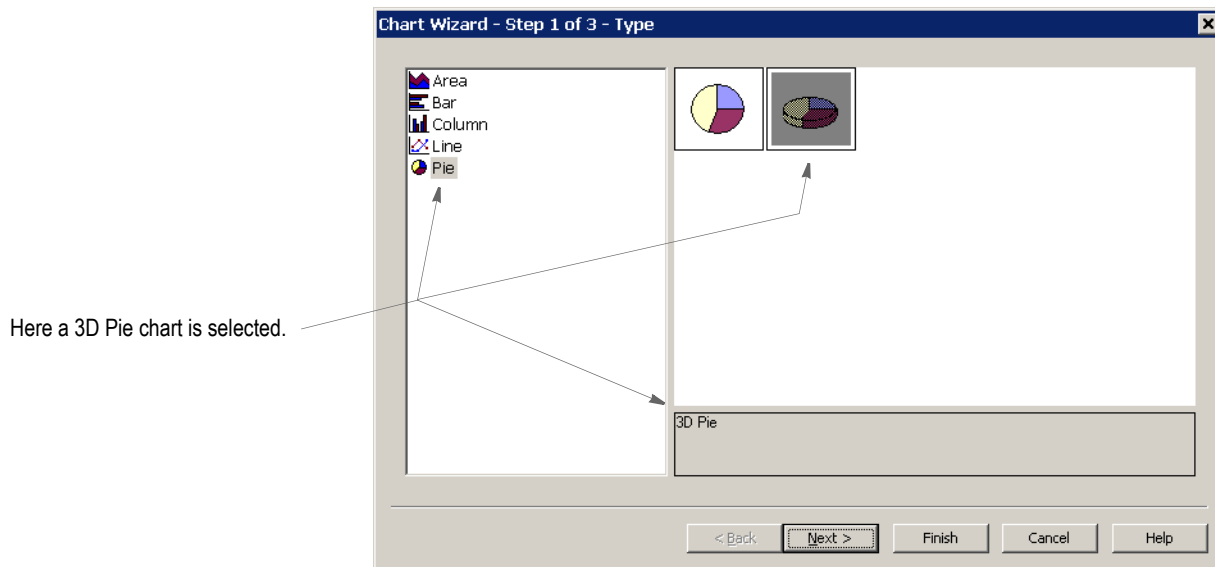 Chart Wizard - Step 1 of 3 - Type
Area
Bar
Column
Line
Pie
Here a 3D Pie chart is selected.
3D Pie
< Back
Next >
Finish
Cancel
Help